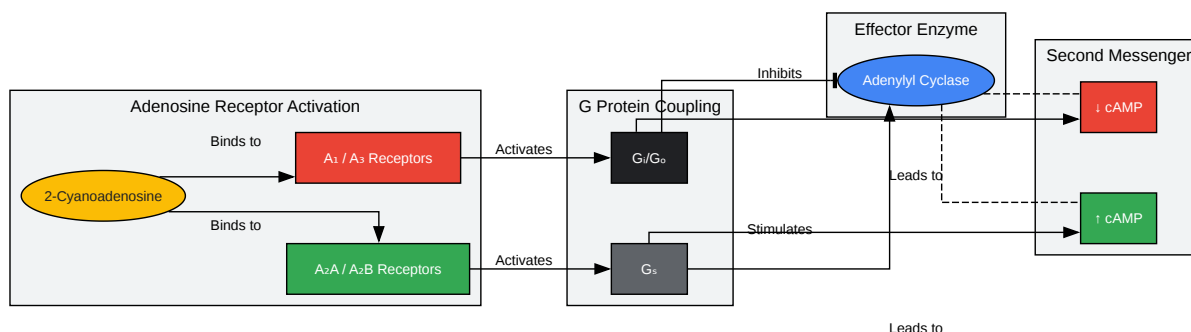 Effector Enzyme
Adenylyl Cyclase
Second Messenger
Inhibits
Adenosine Receptor Activation
G Protein Coupling
↓ cAMP
Binds to
A₁ / A₃ Receptors
Activates
Gᵢ/Gₒ
Leads to
2-Cyanoadenosine
Binds to
Stimulates
↑ cAMP
A₂A / A₂B Receptors
Activates
Gₛ
Leads to